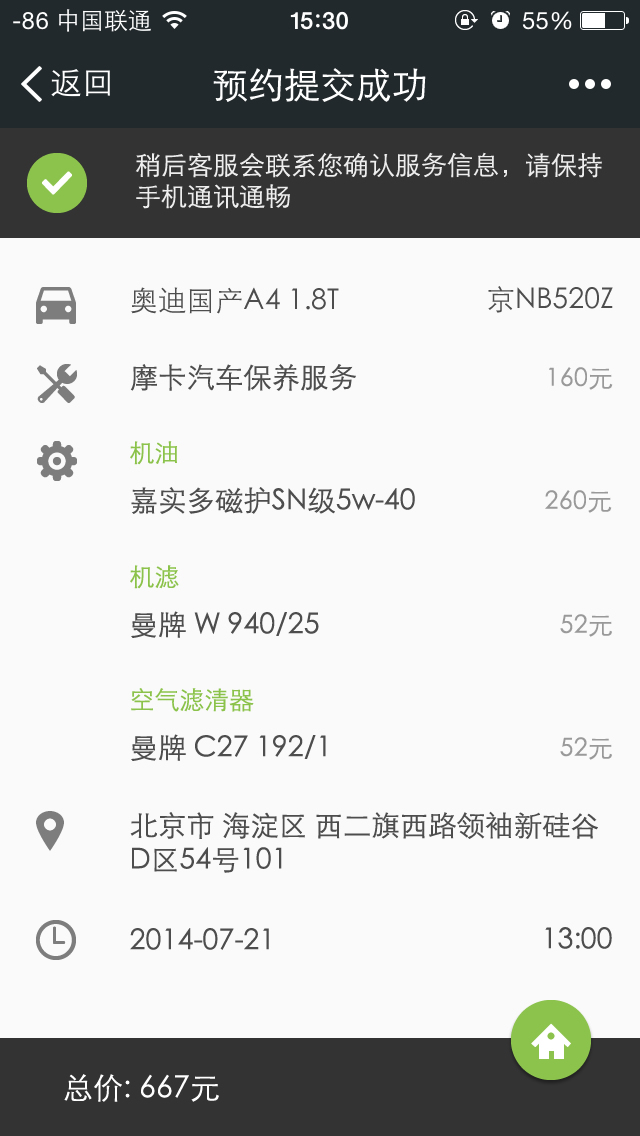 -86 中国联通 15:30 55%
返回 预约提交成功
稍后客服会联系您确认服务信息，请保持
手机通讯通畅
奥迪国产A4 1.8T 京NB520Z
摩卡汽车保养服务 160元
机油
嘉实多磁护SN级5w-40 260元
机滤
曼牌 W 940/25 52元
空气滤清器
曼牌 C27 192/1 52元
北京市 海淀区 西二旗西路领袖新硅谷
D区54号101
2014-07-21 13:00
总价: 667元